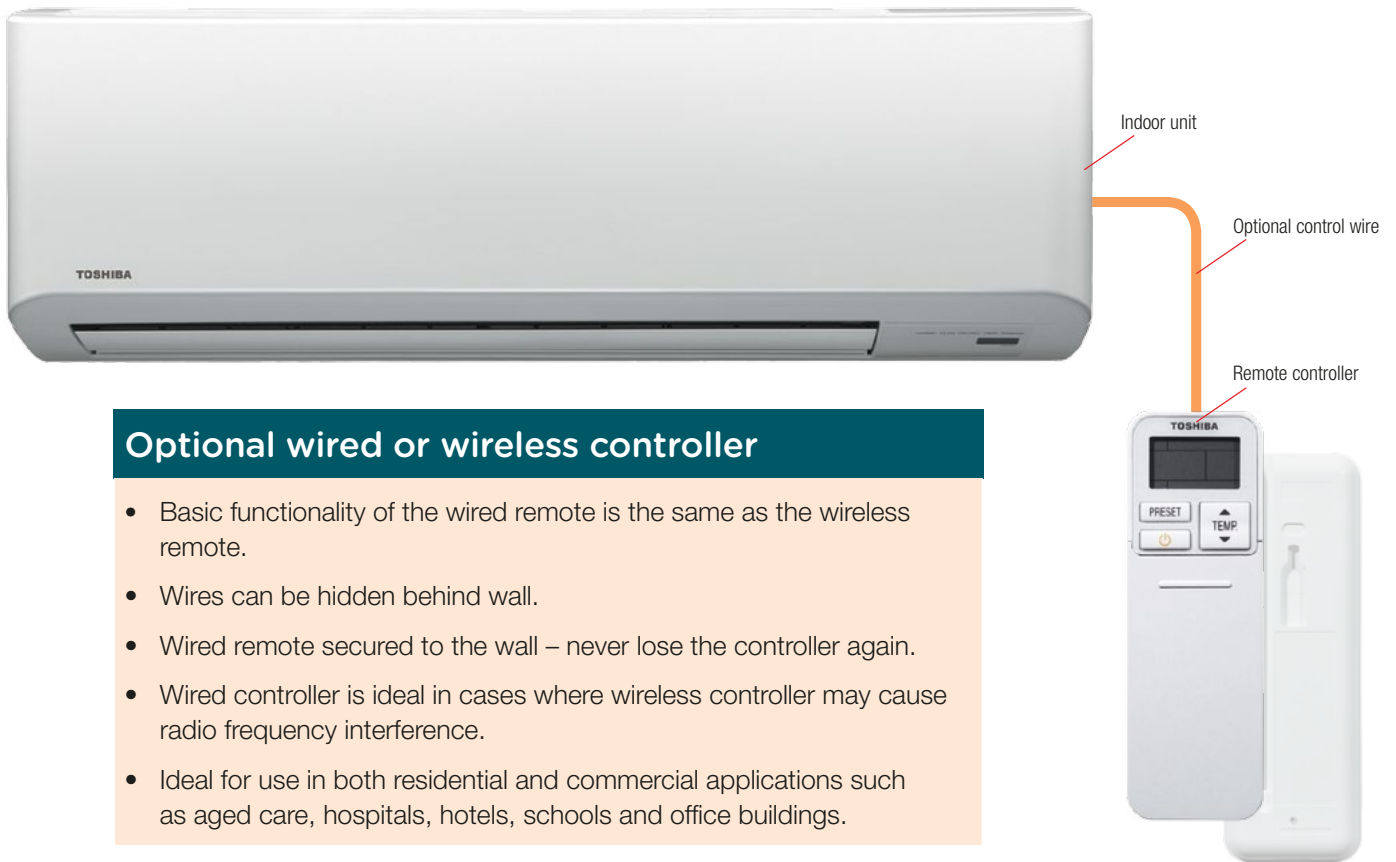 Indoor unit
Optional control wire
TOSHIBA
Remote controller
TOSHIBA
PRESET
TEMP.
Optional wired or wireless controller
• Basic functionality of the wired remote is the same as the wireless
remote.
• Wires can be hidden behind wall.
• Wired remote secured to the wall – never lose the controller again.
• Wired controller is ideal in cases where wireless controller may cause
radio frequency interference.
• Ideal for use in both residential and commercial applications such
as aged care, hospitals, hotels, schools and office buildings.